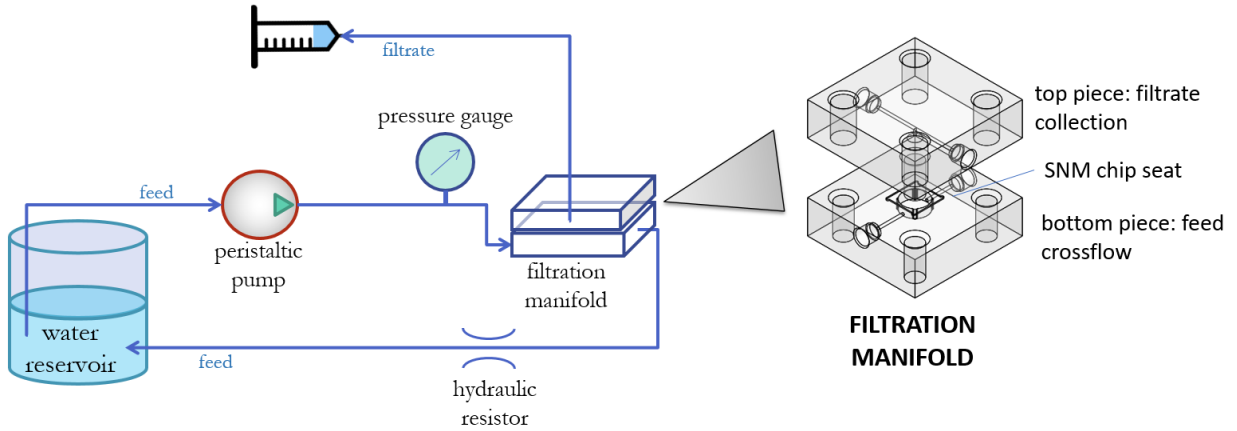 filtrate
pressure gauge
feed
peristaltic
pump
filtration
manifold
water
reservoir
feed
hydraulic
resistor
top piece: filtrate
collection
SNM chip seat
bottom piece: feed
crossflow
FILTRATION
MANIFOLD